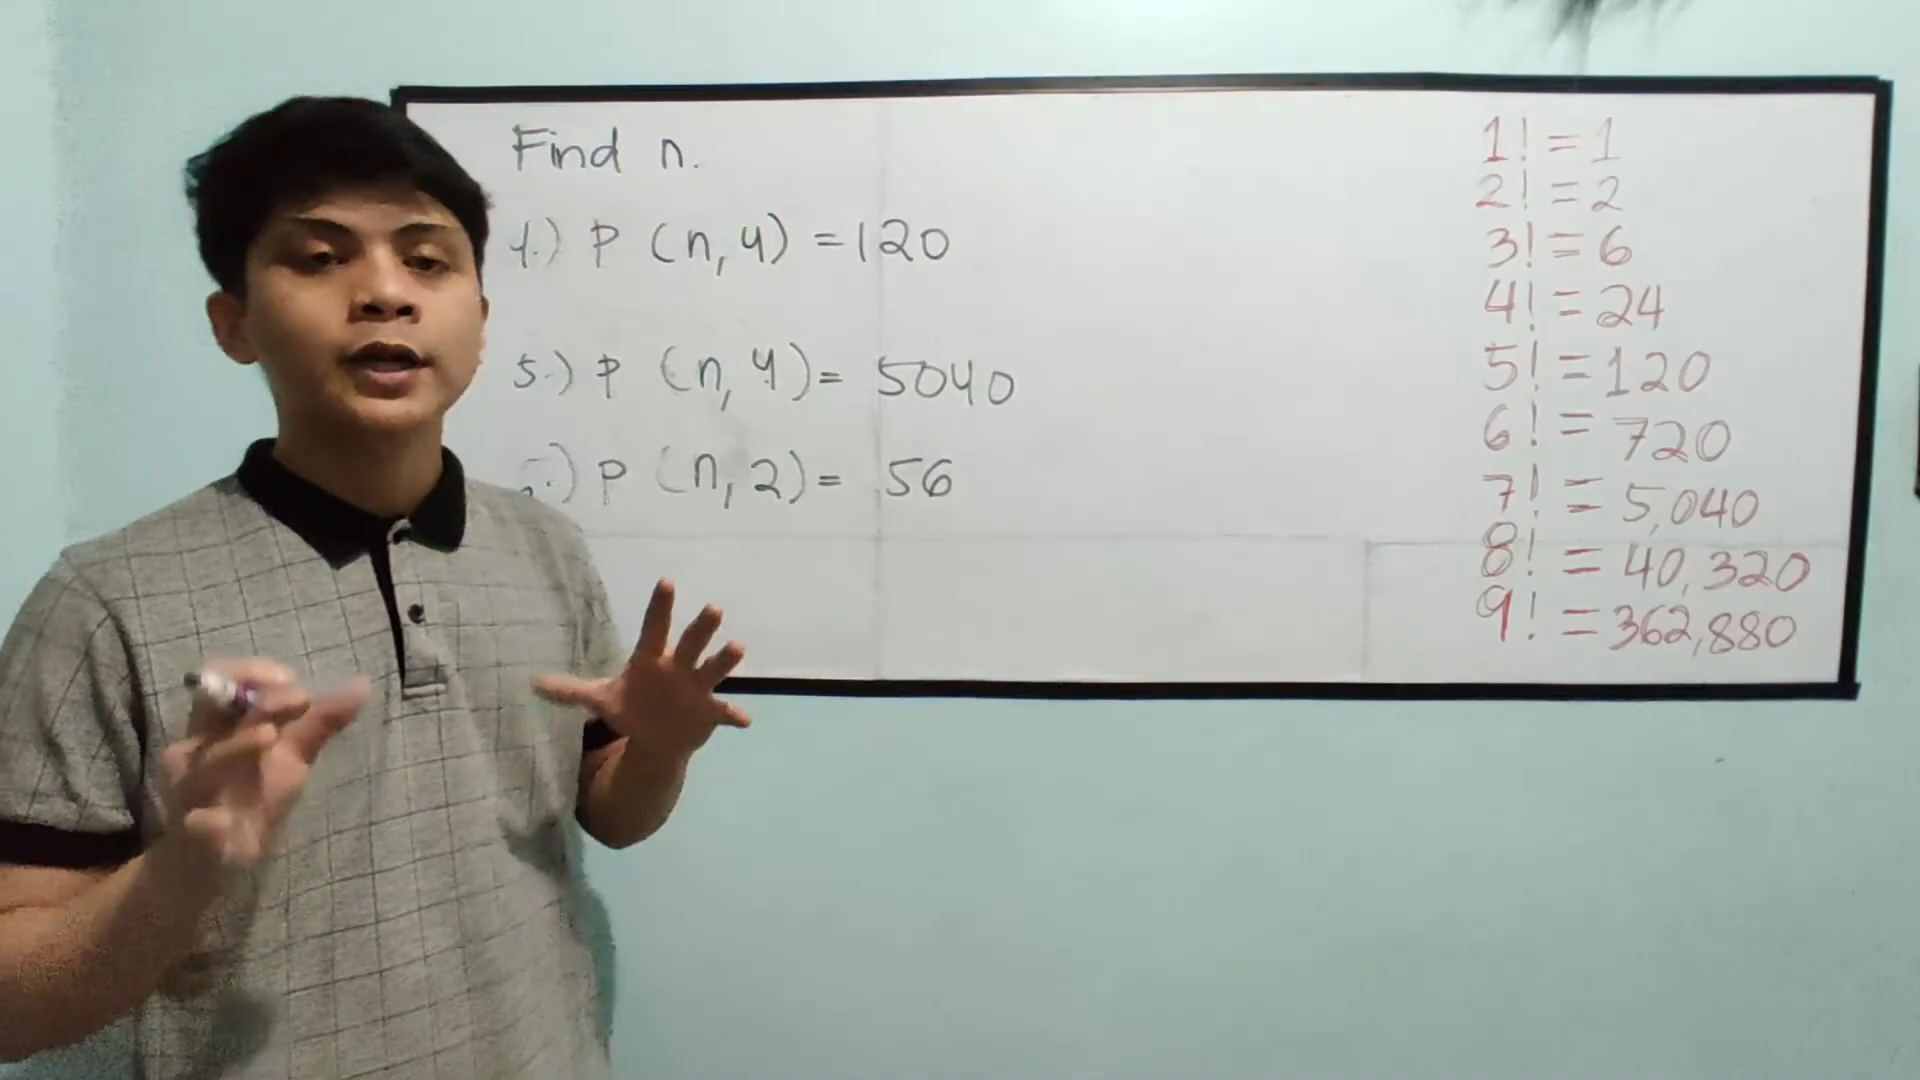 Find n.
4.) P (n, 4) = 120
5.) P (n, 4) = 5040
P (n, 2) = 56
1! = 1
2! = 2
3! = 6
4! = 24
5! = 120
6! = 720
7! = 5,040
8! = 40,320
9! = 362,880